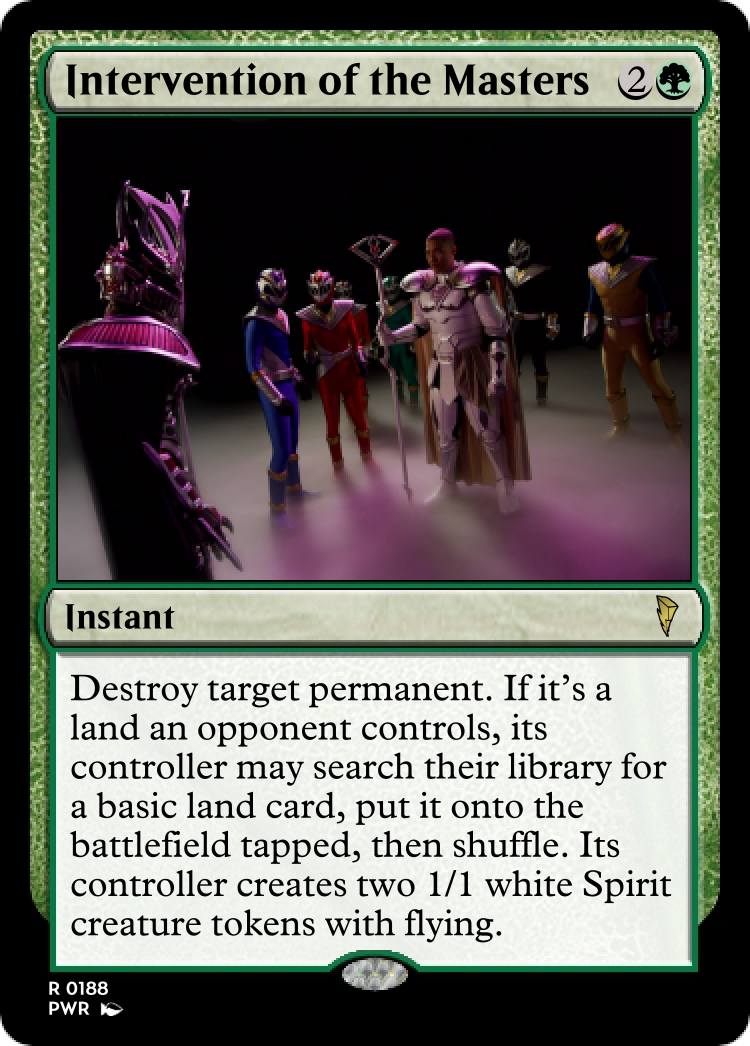 Intervention of the Masters 2
Instant
Destroy target permanent. If it's a
land an opponent controls, its
controller may search their library for
a basic land card, put it onto the
battlefield tapped, then shuffle. Its
controller creates two 1/1 white Spirit
creature tokens with flying.
R 0188
PWR